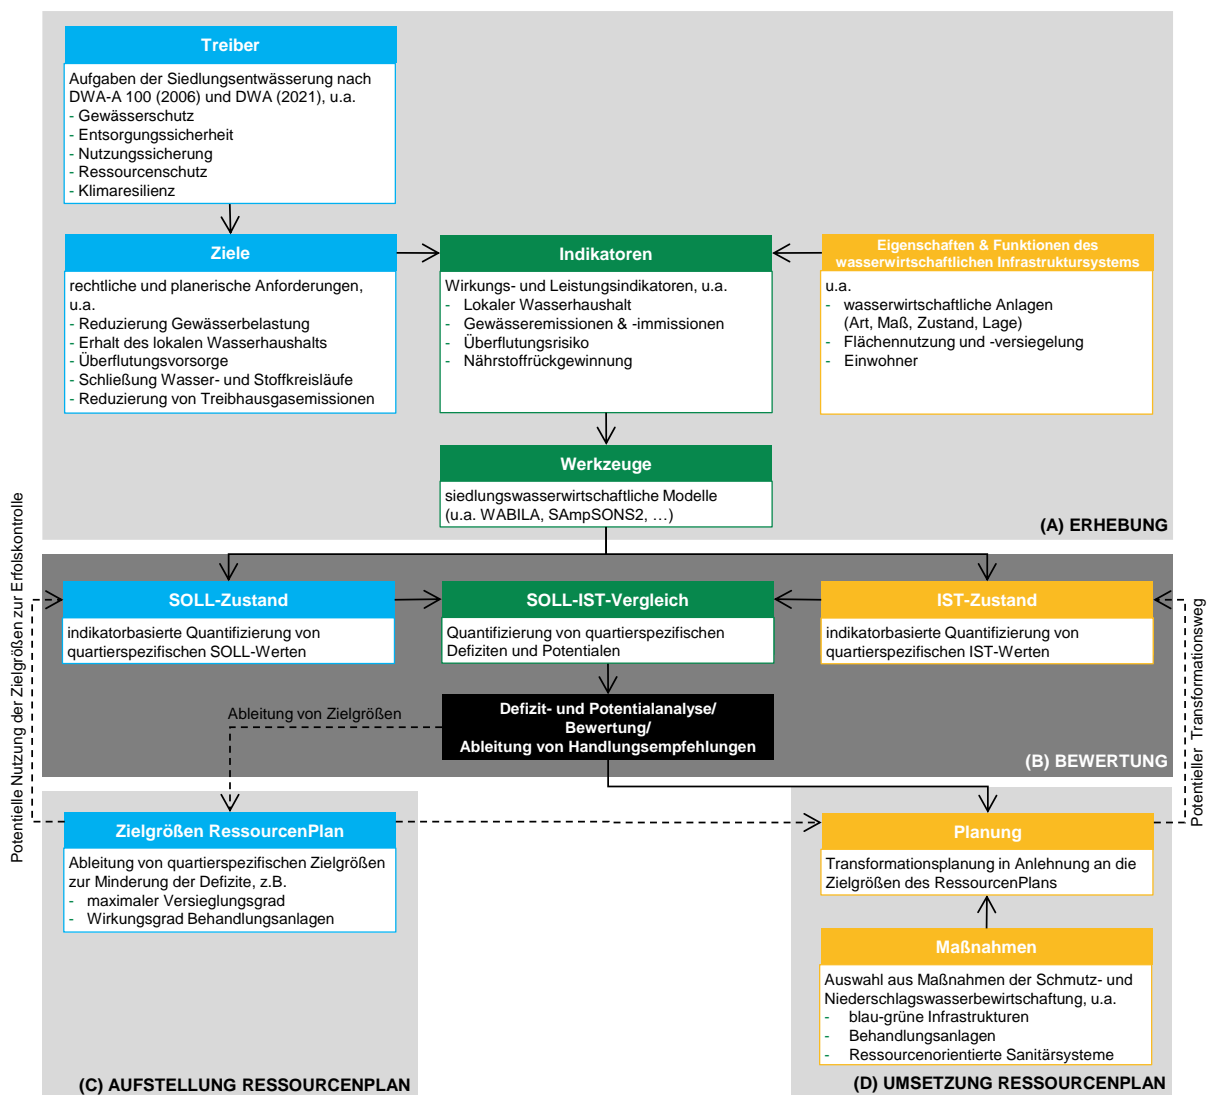 Treiber
Aufgaben der Siedlungsentwässerung nach
DWA-A 100 (2006) und DWA (2021), u.a.
- Gewässerschutz
- Entsorgungssicherheit
- Nutzungssicherung
- Ressourcenschutz
- Klimaresilienz
Ziele
rechtliche und planerische Anforderungen,
u.a.
- Reduzierung Gewässerbelastung
- Erhalt des lokalen Wasserhaushalts
- Überflutungsvorsorge
- Schließung Wasser- und Stoffkreisläufe
- Reduzierung von Treibhausgasemissionen
Indikatoren
Wirkungs- und Leistungsindikatoren, u.a.
- Lokaler Wasserhaushalt
- Gewässeremissionen & -immissionen
- Überflutungsrisiko
- Nährstoffrückgewinnung
Eigenschaften & Funktionen des
wasserwirtschaftlichen Infrastruktursystems
u.a.
- wasserwirtschaftliche Anlagen
(Art, Maß, Zustand, Lage)
- Flächennutzung und -versiegelung
- Einwohner
Werkzeuge
siedlungswasserwirtschaftliche Modelle
(u.a. WABILA, SAmpSONS2, …)
(A) ERHEBUNG
SOLL-Zustand
indikatorbasierte Quantifizierung von
quartierspezifischen SOLL-Werten
SOLL-IST-Vergleich
Quantifizierung von quartierspezifischen
Defiziten und Potentialen
IST-Zustand
indikatorbasierte Quantifizierung von
quartierspezifischen IST-Werten
Ableitung von Zielgrößen
Defizit- und Potentialanalyse/
Bewertung/
Ableitung von Handlungsempfehlungen
(B) BEWERTUNG
Potentielle Nutzung der Zielgrößen zur Erfolskontrolle
Potentieller Transformationsweg
Zielgrößen RessourcenPlan
Ableitung von quartierspezifischen Zielgrößen
zur Minderung der Defizite, z.B.
- maximaler Versieglungsgrad
- Wirkungsgrad Behandlungsanlagen
(C) AUFSTELLUNG RESSOURCENPLAN
Planung
Transformationsplanung in Anlehnung an die
Zielgrößen des RessourcenPlans
Maßnahmen
Auswahl aus Maßnahmen der Schmutz- und
Niederschlagswasserbewirtschaftung, u.a.
- blau-grüne Infrastrukturen
- Behandlungsanlagen
- Ressourcenorientierte Sanitärsysteme
(D) UMSETZUNG RESSOURCENPLAN